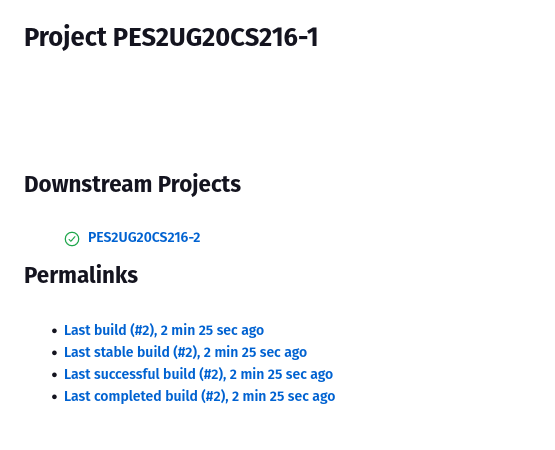 Project PES2UG20CS216-1
Downstream Projects
PES2UG20CS216-2
Permalinks
Last build (#2), 2 min 25 sec ago
Last stable build (#2), 2 min 25 sec ago
Last successful build (#2), 2 min 25 sec ago
Last completed build (#2), 2 min 25 sec ago